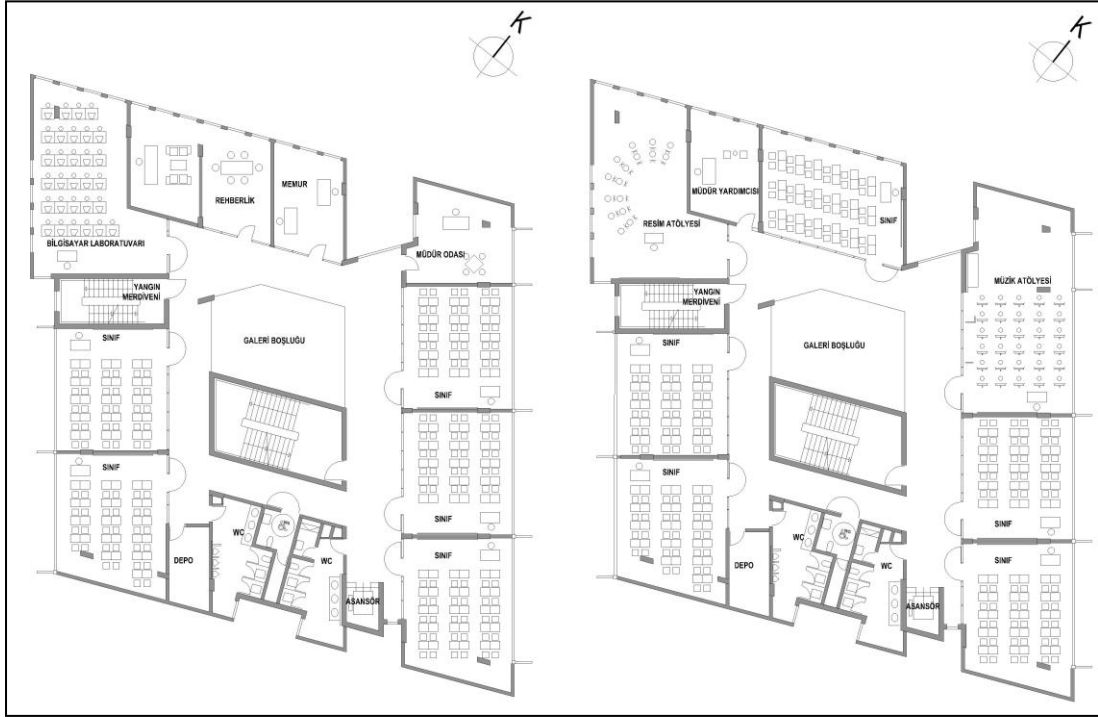 K
BİLGİSAYAR LABORATUVARI
REHBERLİK
MEMUR
MÜDÜR ODASI
YANGIN
MERDİVENİ
SINIF
GALERİ BOŞLUĞU
SINIF
SINIF
SINIF
WC
WC
DEPO
SINIF
ASANSÖR
K
MÜDÜR YARDIMCISI
RESİM ATÖLYESİ
SINIF
MÜZİK ATÖLYESİ
YANGIN
MERDİVENİ
SINIF
GALERİ BOŞLUĞU
SINIF
SINIF
WC
WC
DEPO
SINIF
ASANSÖR